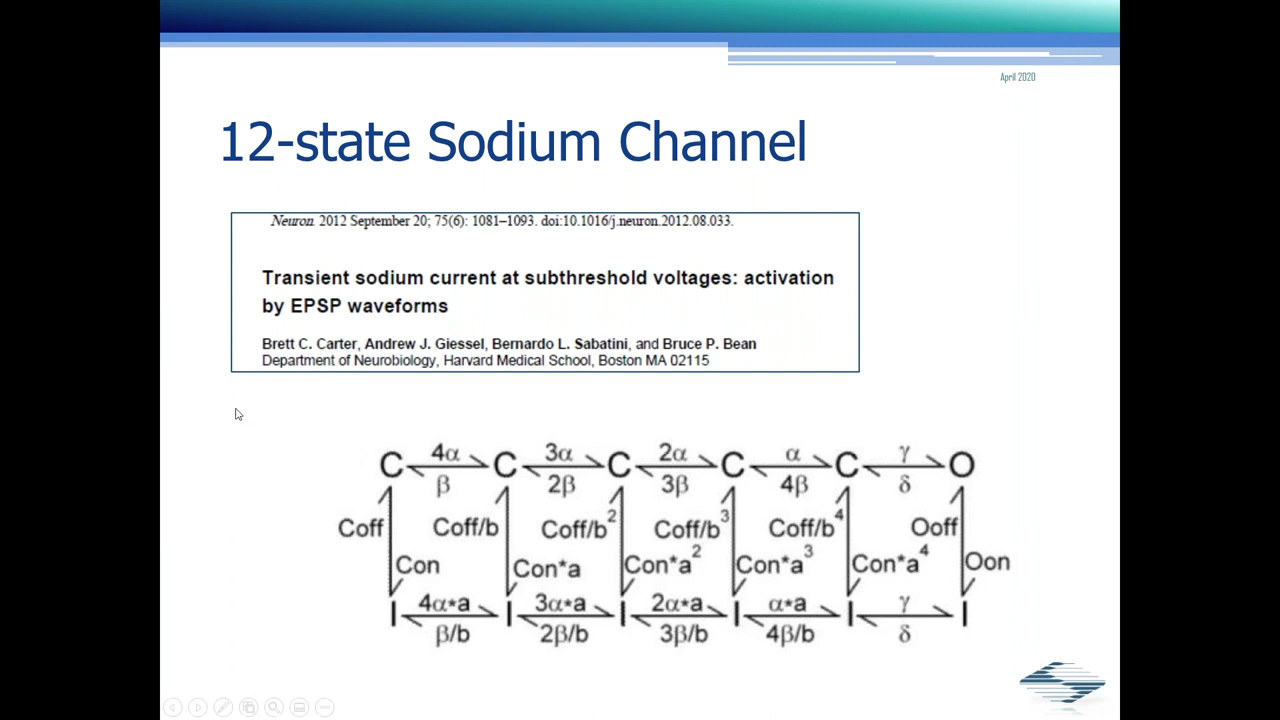 April 2020
12-state Sodium Channel
Neuron. 2012 September 20; 75(6): 1081–1093. doi:10.1016/j.neuron.2012.08.033.
Transient sodium current at subthreshold voltages: activation
by EPSP waveforms
Brett C. Carter, Andrew J. Giessel, Bernardo L. Sabatini, and Bruce P. Bean
Department of Neurobiology, Harvard Medical School, Boston MA 02115
4α 3α 2α α γ
C C C C C O
β 2β 3β 4β δ
Coff Coff/b Coff/b² Coff/b³ Coff/b⁴ Ooff
Con Con*a Con*a² Con*a³ Con*a⁴ Oon
4α*a 3α*a 2α*a α*a γ
I I I I I I
β/b 2β/b 3β/b 4β/b δ